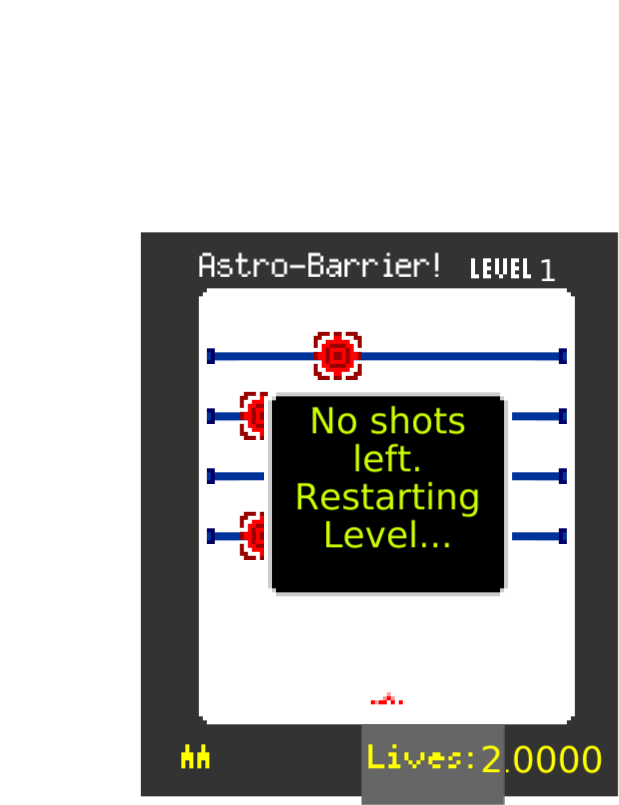 Astro-Barrier! LEVEL 1
No shots
left.
Restarting
Level...
Lives:2.0000